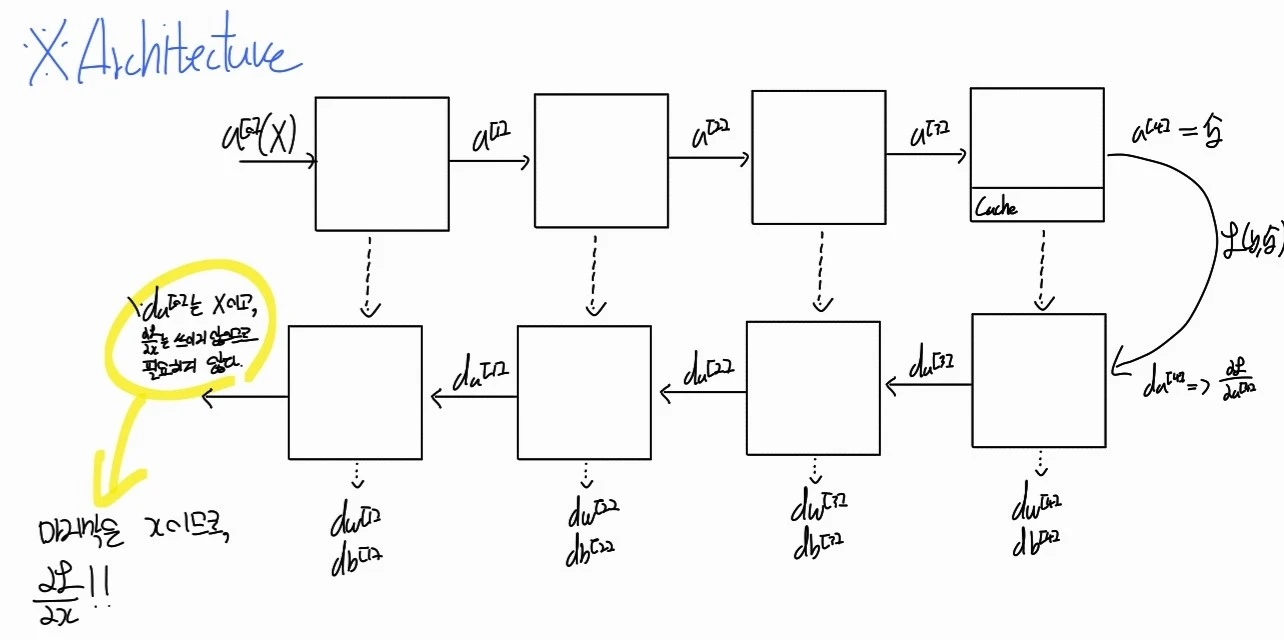 ※Architecture
a[0](X)
a[1]
a[2]
a[3]
a[4] = ŷ
Cache
L(y,ŷ)
※da[0]는 X이고,
∂L/∂x는 쓰이지 않으므로
필요하지 않다.
da[1]
da[2]
da[3]
da[4] => ∂L/∂a[4]
dw[1]
db[1]
dw[2]
db[2]
dw[3]
db[3]
dw[4]
db[4]
마지막은 x이므로,
∂L/∂x!!